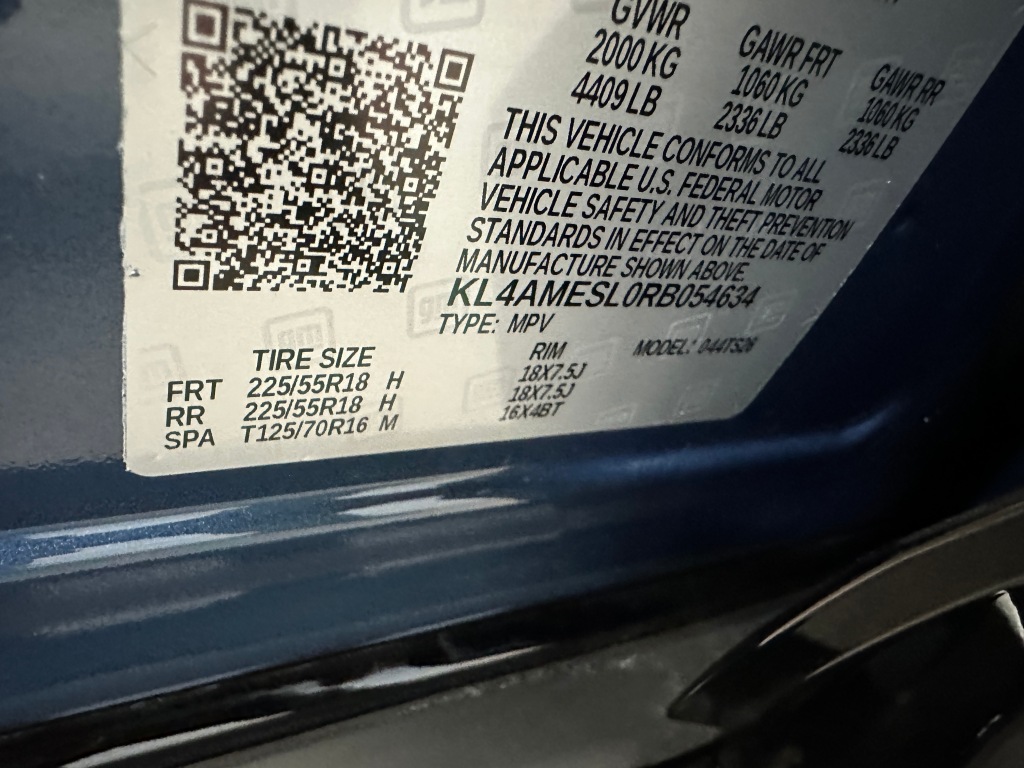 GVWR GAWR FRT GAWR RR
2000 KG 1060 KG 1060 KG
4409 LB 2336 LB 2336 LB
THIS VEHICLE CONFORMS TO ALL
APPLICABLE U.S. FEDERAL MOTOR
VEHICLE SAFETY AND THEFT PREVENTION
STANDARDS IN EFFECT ON THE DATE OF
MANUFACTURE SHOWN ABOVE.
KL4AMESL0RB054634
TYPE: MPV MODEL: 044TS26
TIRE SIZE RIM
FRT 225/55R18 H 18X7.5J
RR 225/55R18 H 18X7.5J
SPA T125/70R16 M 16X4BT
gm